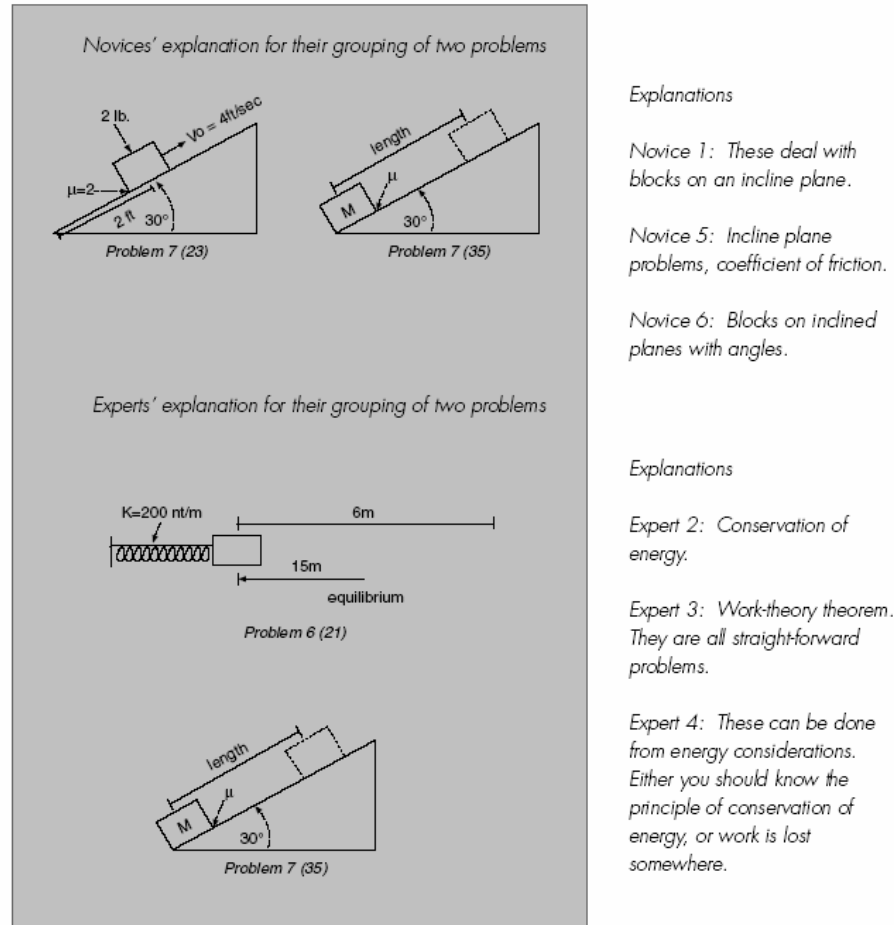 Novices' explanation for their grouping of two problems
2 lb.
Vo = 4ft/sec
μ=2
2 ft
30°
Problem 7 (23)
length
μ
M
30°
Problem 7 (35)
Explanations
Novice 1: These deal with
blocks on an incline plane.
Novice 5: Incline plane
problems, coefficient of friction.
Novice 6: Blocks on inclined
planes with angles.
Experts' explanation for their grouping of two problems
K=200 nt/m
6m
15m
equilibrium
Problem 6 (21)
length
μ
M
30°
Problem 7 (35)
Explanations
Expert 2: Conservation of
energy.
Expert 3: Work-theory theorem.
They are all straight-forward
problems.
Expert 4: These can be done
from energy considerations.
Either you should know the
principle of conservation of
energy, or work is lost
somewhere.